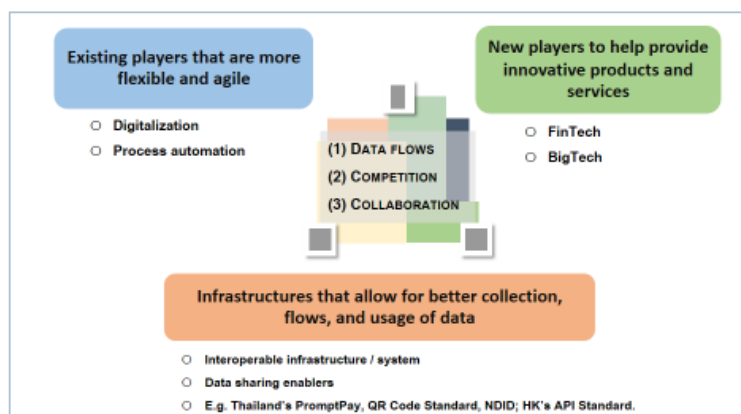 Existing players that are more
flexible and agile
○ Digitalization
○ Process automation
New players to help provide
innovative products and
services
○ FinTech
○ BigTech
(1) DATA FLOWS
(2) COMPETITION
(3) COLLABORATION
Infrastructures that allow for better collection,
flows, and usage of data
○ Interoperable infrastructure / system
○ Data sharing enablers
○ E.g. Thailand's PromptPay, QR Code Standard, NDID; HK's API Standard.